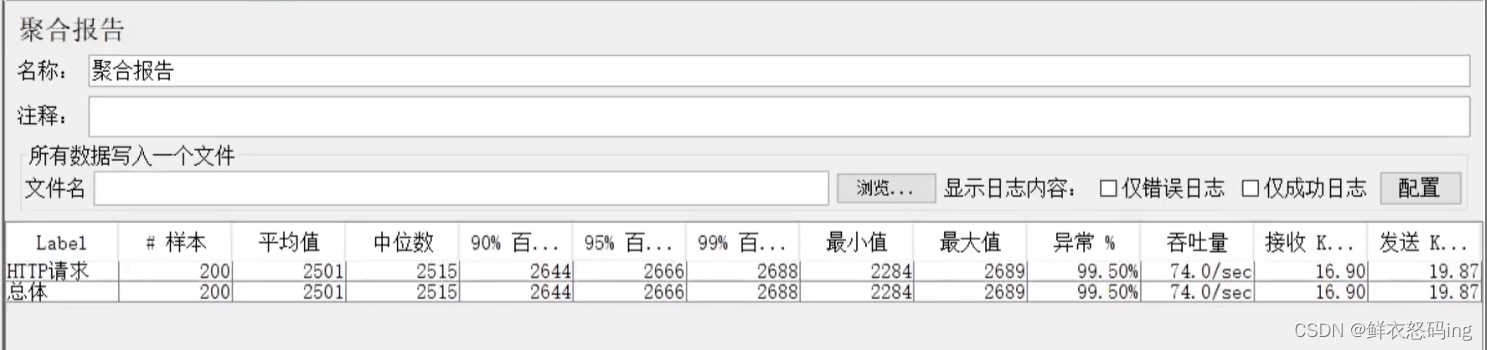 聚合报告
名称： 聚合报告
注释：
所有数据写入一个文件
文件名 浏览... 显示日志内容： 仅错误日志 仅成功日志 配置
Label # 样本 平均值 中位数 90% 百... 95% 百... 99% 百... 最小值 最大值 异常 % 吞吐量 接收 K... 发送 K...
HTTP请求 200 2501 2515 2644 2666 2688 2284 2689 99.50% 74.0/sec 16.90 19.87
总体 200 2501 2515 2644 2666 2688 2284 2689 99.50% 74.0/sec 16.90 19.87
CSDN @鲜衣怒码ing